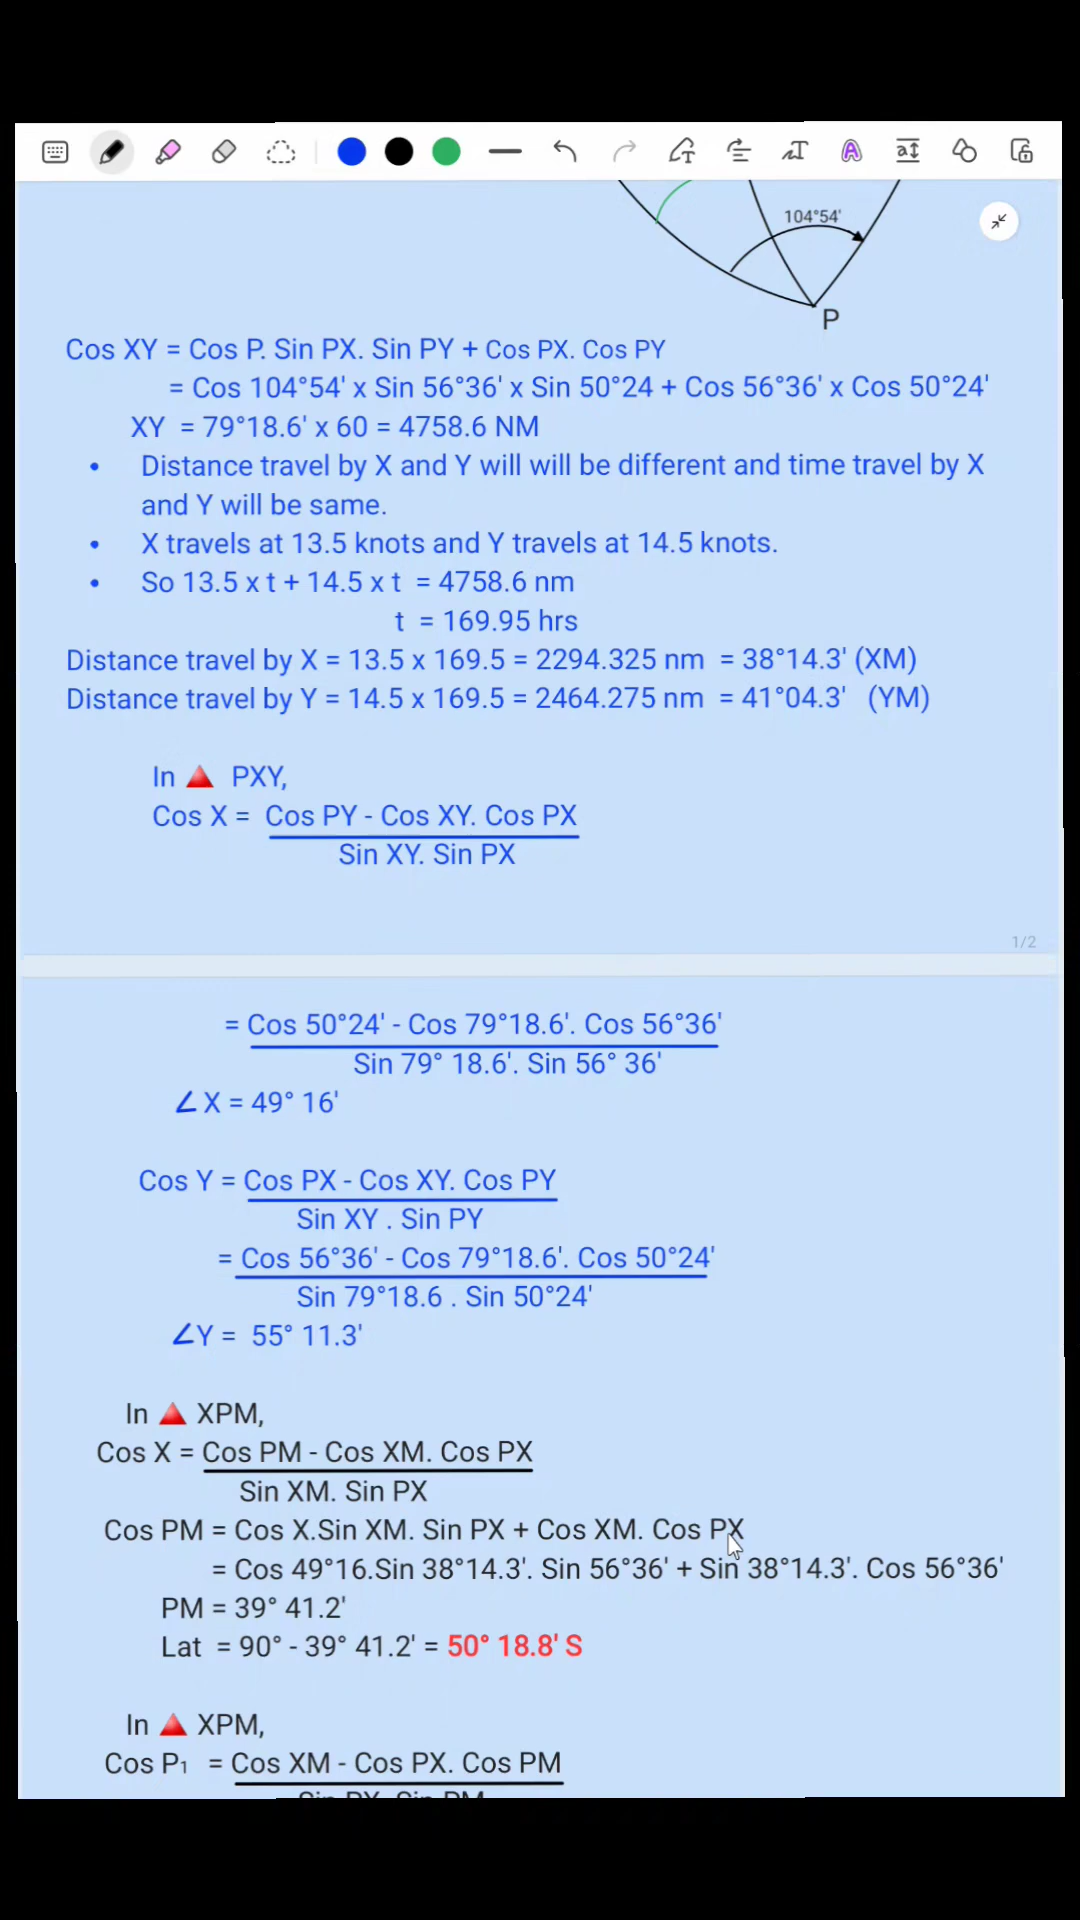 104°54'
P
Cos XY = Cos P. Sin PX. Sin PY + Cos PX. Cos PY
= Cos 104°54' x Sin 56°36' x Sin 50°24 + Cos 56°36' x Cos 50°24'
XY = 79°18.6' x 60 = 4758.6 NM
• Distance travel by X and Y will will be different and time travel by X
and Y will be same.
• X travels at 13.5 knots and Y travels at 14.5 knots.
• So 13.5 x t + 14.5 x t = 4758.6 nm
t = 169.95 hrs
Distance travel by X = 13.5 x 169.5 = 2294.325 nm = 38°14.3' (XM)
Distance travel by Y = 14.5 x 169.5 = 2464.275 nm = 41°04.3' (YM)
In 🔺 PXY,
Cos X = Cos PY - Cos XY. Cos PX
Sin XY. Sin PX
1/2
= Cos 50°24' - Cos 79°18.6'. Cos 56°36'
Sin 79° 18.6'. Sin 56° 36'
∠X = 49° 16'
Cos Y = Cos PX - Cos XY. Cos PY
Sin XY . Sin PY
= Cos 56°36' - Cos 79°18.6'. Cos 50°24'
Sin 79°18.6 . Sin 50°24'
∠Y = 55° 11.3'
In 🔺 XPM,
Cos X = Cos PM - Cos XM. Cos PX
Sin XM. Sin PX
Cos PM = Cos X.Sin XM. Sin PX + Cos XM. Cos PX
= Cos 49°16.Sin 38°14.3'. Sin 56°36' + Sin 38°14.3'. Cos 56°36'
PM = 39° 41.2'
Lat = 90° - 39° 41.2' = 50° 18.8' S
In 🔺 XPM,
Cos P₁ = Cos XM - Cos PX. Cos PM